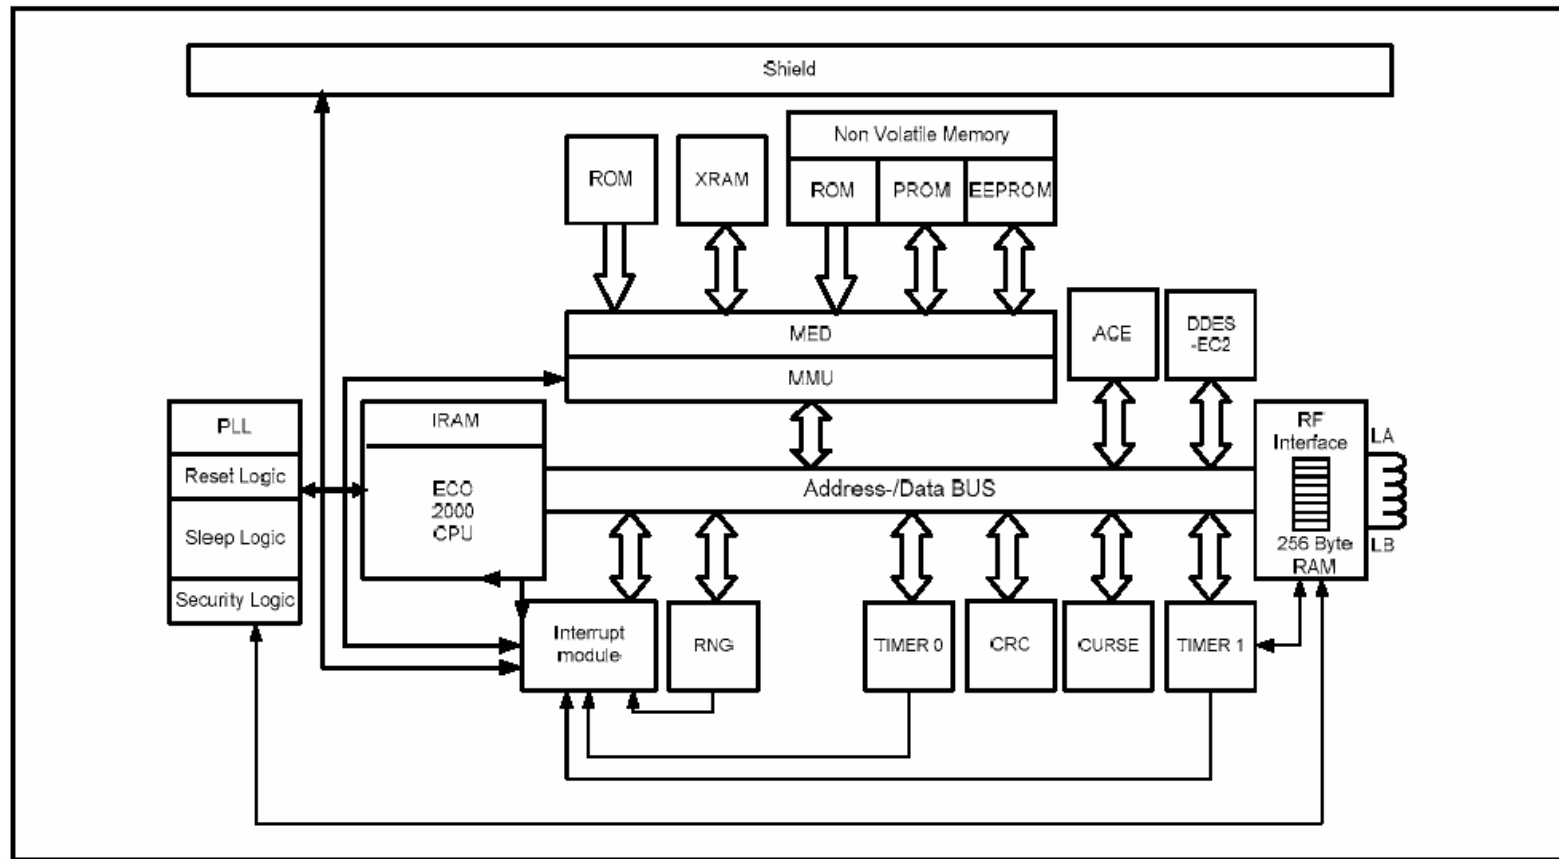 Shield
Non Volatile Memory
ROM
XRAM
ROM
PROM
EEPROM
MED
MMU
ACE
DDES
-EC2
PLL
Reset Logic
Sleep Logic
Security Logic
IRAM
ECO
2000
CPU
Address-/Data BUS
RF
Interface
256 Byte
RAM
LA
LB
Interrupt
module
RNG
TIMER 0
CRC
CURSE
TIMER 1